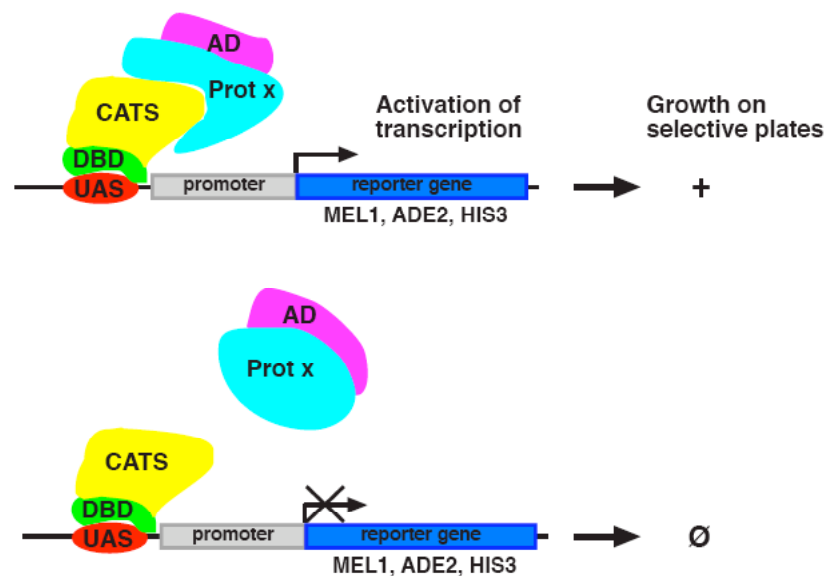 AD
Prot x
CATS
DBD
UAS
promoter
reporter gene
MEL1, ADE2, HIS3
Activation of
transcription
Growth on
selective plates
+
AD
Prot x
CATS
DBD
UAS
promoter
reporter gene
MEL1, ADE2, HIS3
Ø